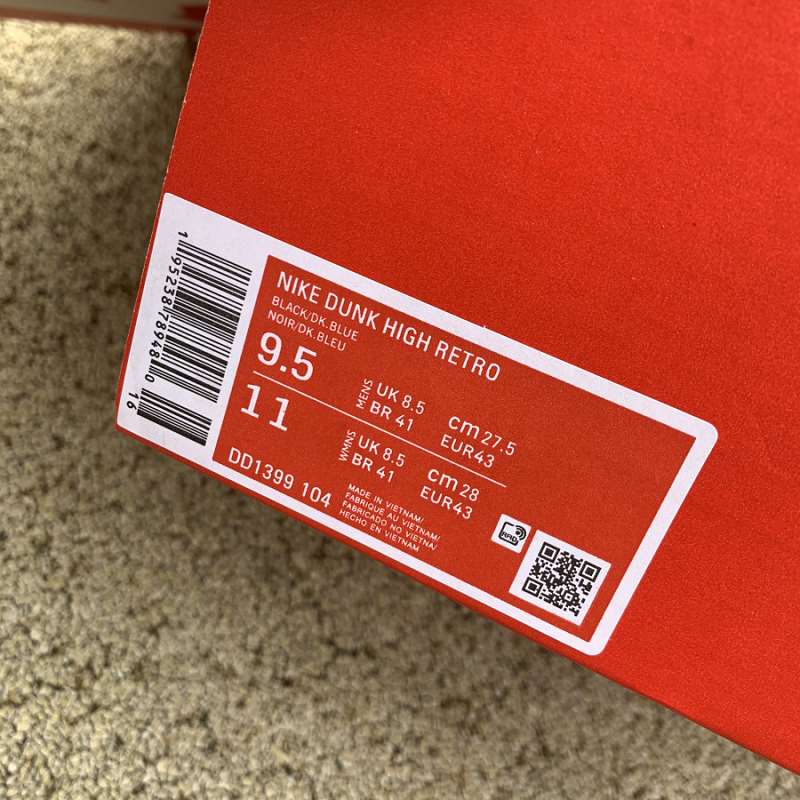 1 95238 78948 0
16
NIKE DUNK HIGH RETRO
BLACK/DK.BLUE
NOIR/DK.BLEU
9.5
MENS UK 8.5 cm 27.5
BR 41 EUR43
11
WMNS UK 8.5 cm 28
BR 41 EUR43
DD1399 104
MADE IN VIETNAM/
FABRIQUE AU VIETNAM/
FABRICADO NO VIETNA/
HECHO EN VIETNAM